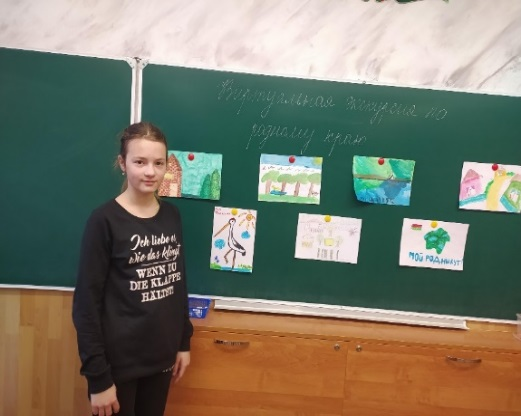 Виртуальная экскурсия по
родному краю
Ich liebe es,
wie das klingt
WENN DU
DIE KLAPPE
HÄLTST!
МОЙ РОДНЫ КУТ